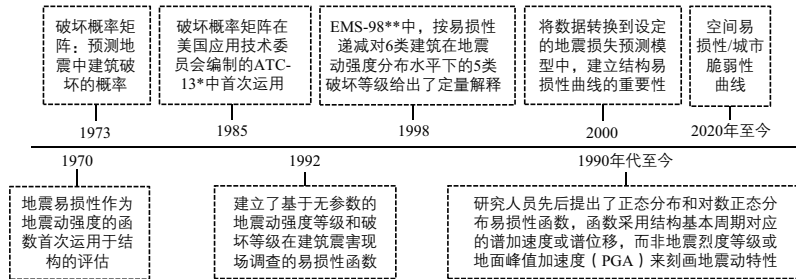 破坏概率矩
阵：预测地
震中建筑破
坏的概率
破坏概率矩阵在
美国应用技术委
员会编制的ATC-
13*中首次运用
EMS-98**中，按易损性
递减对6类建筑在地震
动强度分布水平下的5类
破坏等级给出了定量解释
将数据转换到设定
的地震损失预测模
型中，建立结构易
损性曲线的重要性
空间易
损性/城市
脆弱性
曲线
1973
1985
1998
2000
2020年至今
1970
1992
1990年代至今
地震易损性作为
地震动强度的函
数首次运用于结
构的评估
建立了基于无参数的
地震动强度等级和破
坏等级在建筑震害现
场调查的易损性函数
研究人员先后提出了正态分布和对数正态分
布易损性函数，函数采用结构基本周期对应
的谱加速度或谱位移，而非地震烈度等级或
地面峰值加速度（PGA）来刻画地震动特性